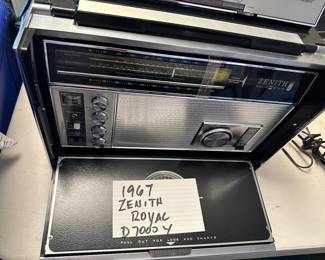 ZENITH
1967
ZENITH
ROYAL
D7000Y
PULL OUT FOR LOGS AND CHARTS